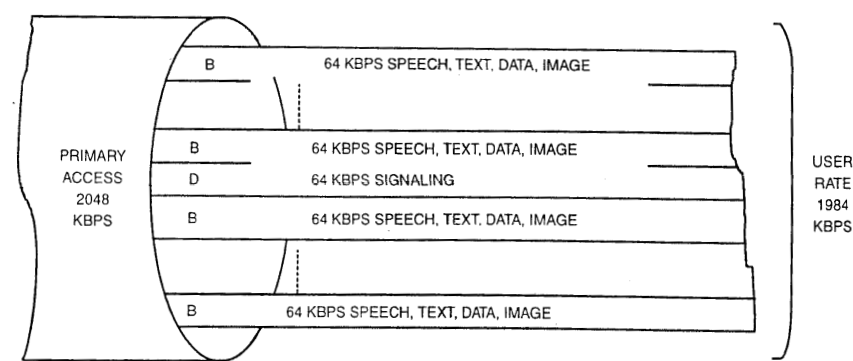 B 64 KBPS SPEECH, TEXT, DATA, IMAGE
B 64 KBPS SPEECH, TEXT, DATA, IMAGE
D 64 KBPS SIGNALING
B 64 KBPS SPEECH, TEXT, DATA, IMAGE
B 64 KBPS SPEECH, TEXT, DATA, IMAGE
PRIMARY
ACCESS
2048
KBPS
USER
RATE
1984
KBPS